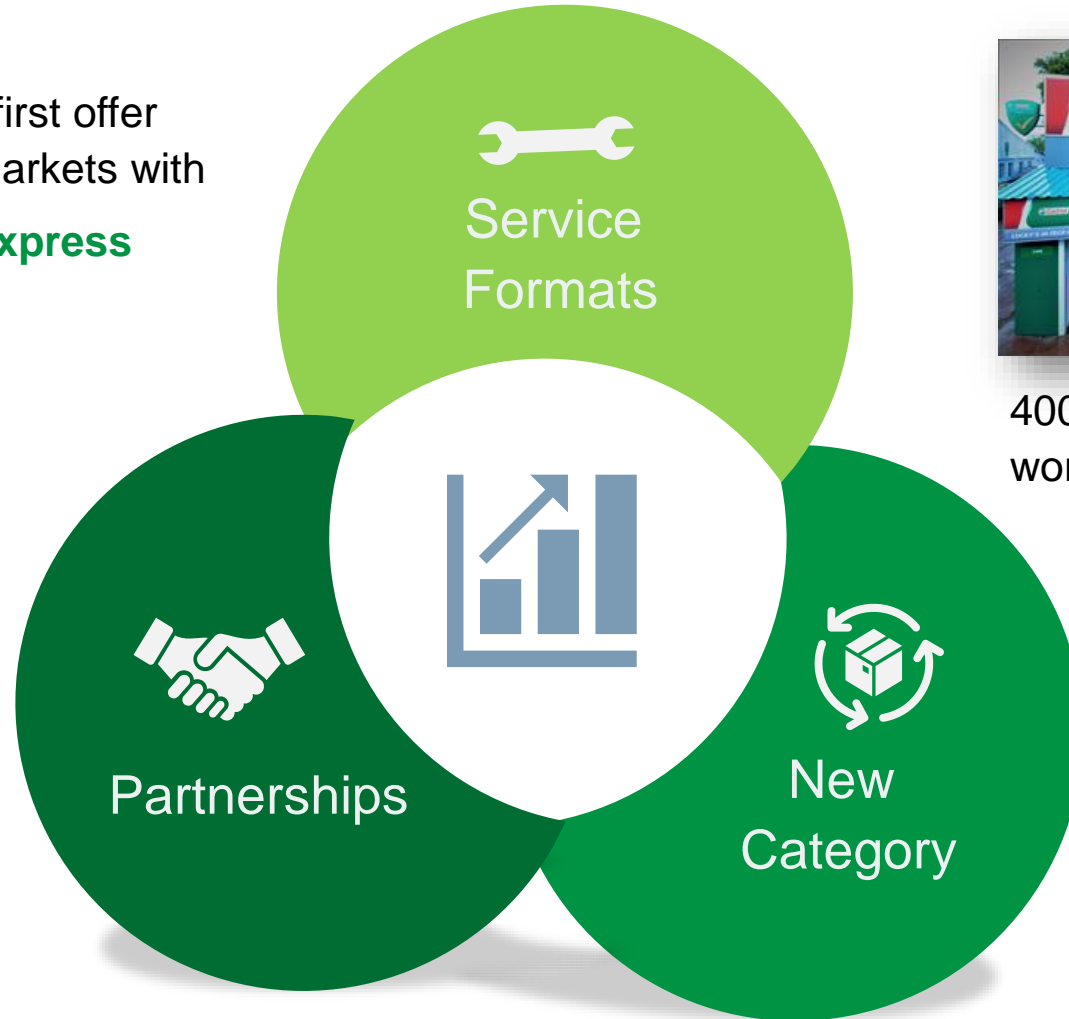 first offer
arkets with
xpress
Service
Formats
400
wor
Partnerships
New
Category